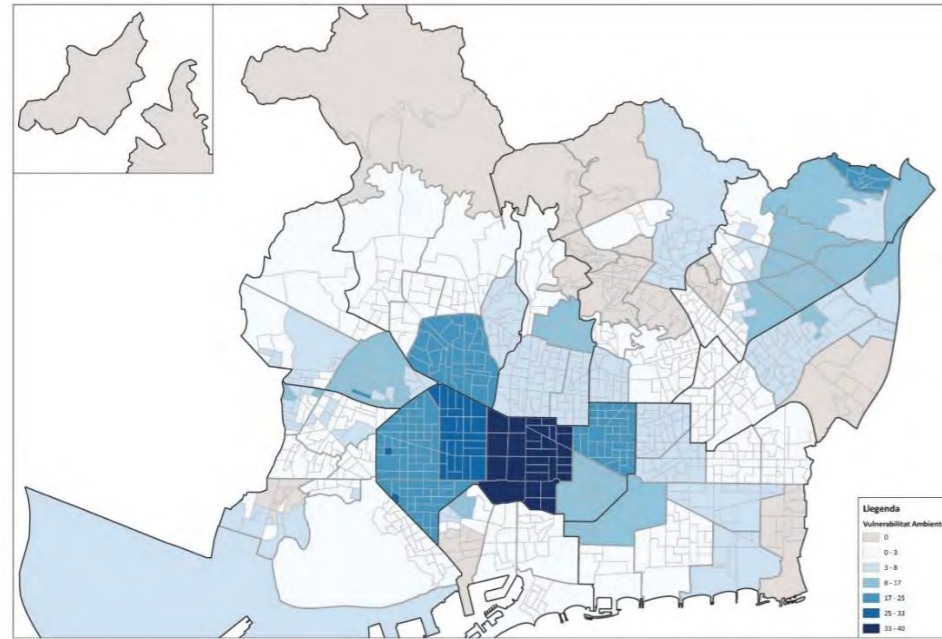 Llegenda
Vulnerabilitat Ambient
0
0 - 3
3 - 8
8 - 17
17 - 25
25 - 33
33 - 40